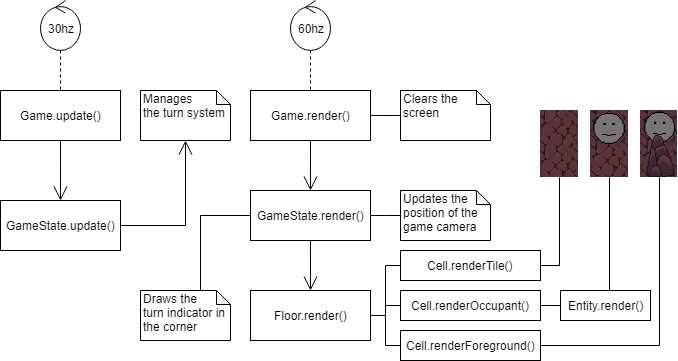 30hz
60hz
Game.update()
Manages
the turn system
Game.render()
Clears the
screen
GameState.update()
GameState.render()
Updates the
position of the
game camera
Draws the
turn indicator in
the corner
Floor.render()
Cell.renderTile()
Cell.renderOccupant()
Entity.render()
Cell.renderForeground()